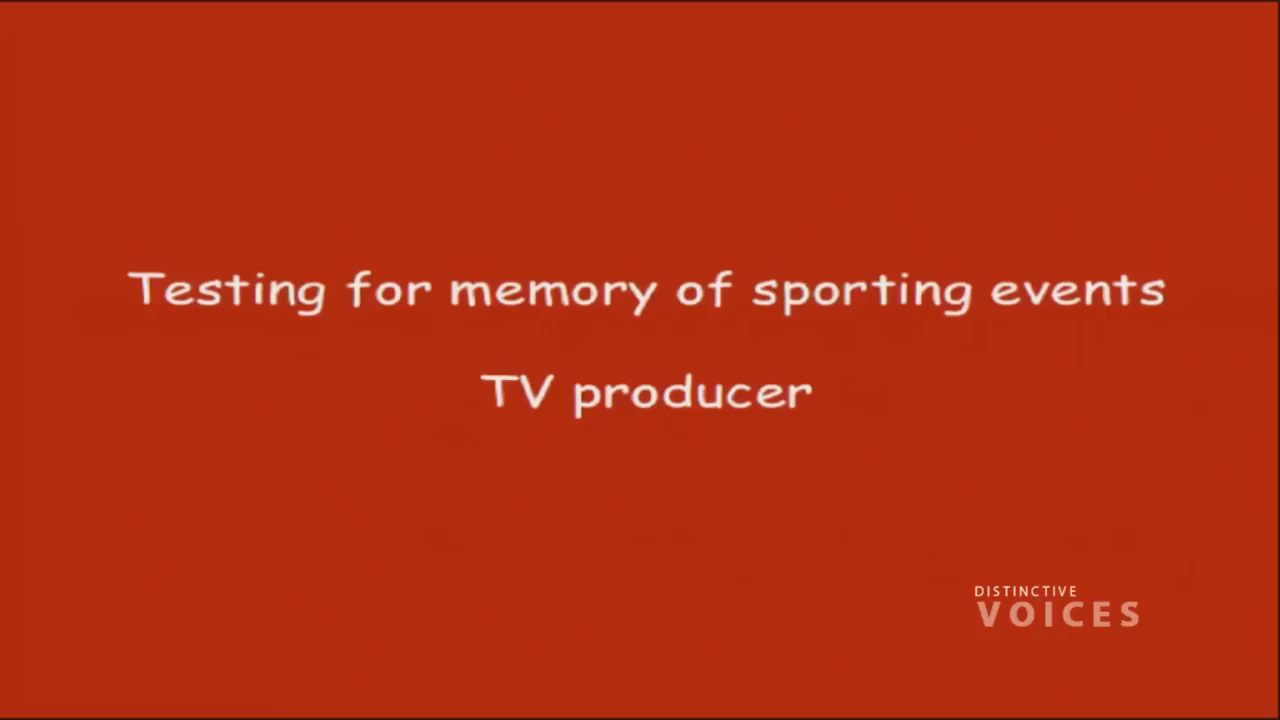 Testing for memory of sporting events
TV producer
DISTINCTIVE
VOICES